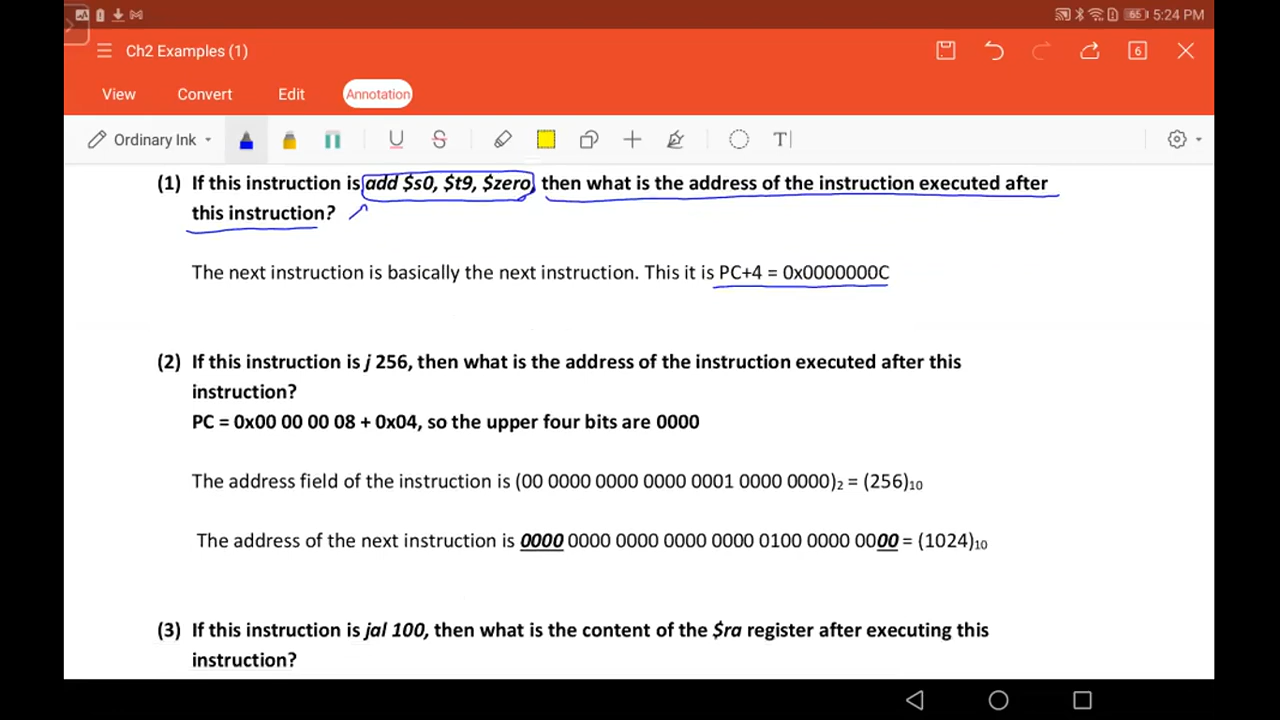 5:24 PM
65
Ch2 Examples (1)
6
View Convert Edit Annotation
Ordinary Ink
T
(1) If this instruction is add $s0, $t9, $zero, then what is the address of the instruction executed after
this instruction?
The next instruction is basically the next instruction. This it is PC+4 = 0x0000000C
(2) If this instruction is j 256, then what is the address of the instruction executed after this
instruction?
PC = 0x00 00 00 08 + 0x04, so the upper four bits are 0000
The address field of the instruction is (00 0000 0000 0000 0001 0000 0000)₂ = (256)₁₀
The address of the next instruction is 0000 0000 0000 0000 0000 0100 0000 0000 = (1024)₁₀
(3) If this instruction is jal 100, then what is the content of the $ra register after executing this
instruction?